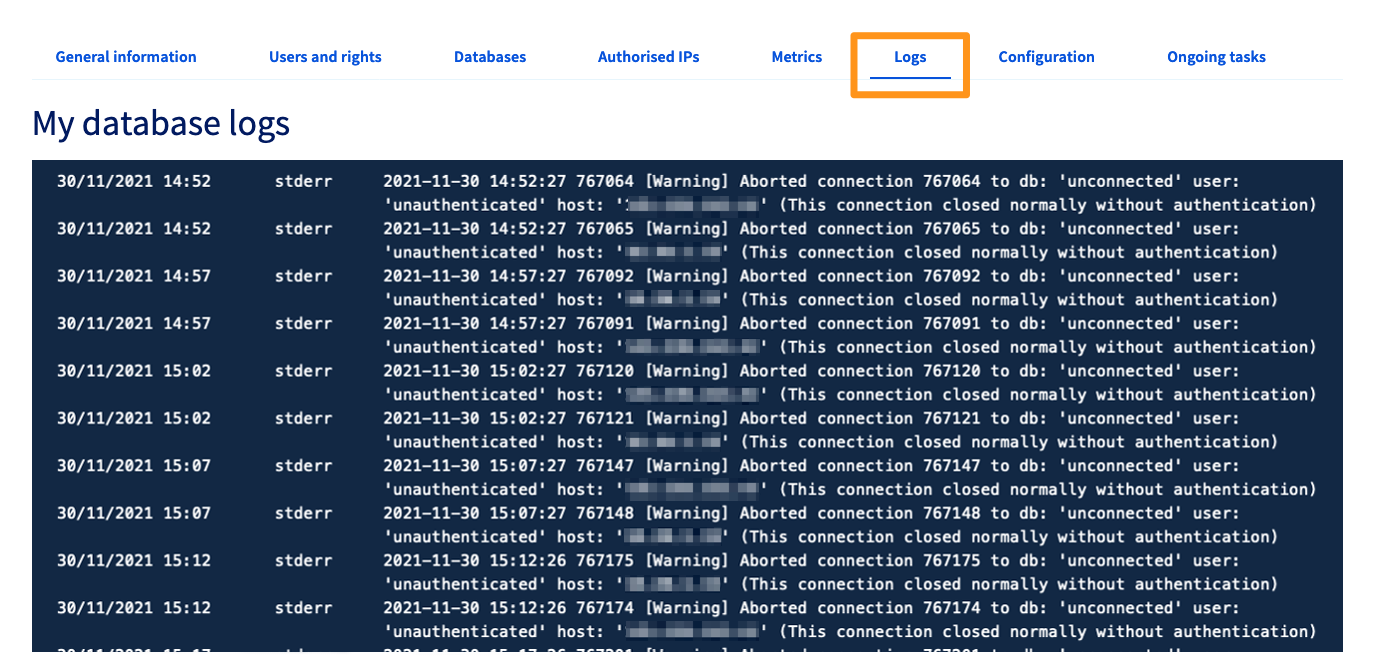 General information Users and rights Databases Authorised IPs Metrics Logs Configuration Ongoing tasks
My database logs
30/11/2021 14:52 stderr 2021-11-30 14:52:27 767064 [Warning] Aborted connection 767064 to db: 'unconnected' user:
'unauthenticated' host: ' ' (This connection closed normally without authentication)
30/11/2021 14:52 stderr 2021-11-30 14:52:27 767065 [Warning] Aborted connection 767065 to db: 'unconnected' user:
'unauthenticated' host: ' ' (This connection closed normally without authentication)
30/11/2021 14:57 stderr 2021-11-30 14:57:27 767092 [Warning] Aborted connection 767092 to db: 'unconnected' user:
'unauthenticated' host: ' ' (This connection closed normally without authentication)
30/11/2021 14:57 stderr 2021-11-30 14:57:27 767091 [Warning] Aborted connection 767091 to db: 'unconnected' user:
'unauthenticated' host: ' ' (This connection closed normally without authentication)
30/11/2021 15:02 stderr 2021-11-30 15:02:27 767120 [Warning] Aborted connection 767120 to db: 'unconnected' user:
'unauthenticated' host: ' ' (This connection closed normally without authentication)
30/11/2021 15:02 stderr 2021-11-30 15:02:27 767121 [Warning] Aborted connection 767121 to db: 'unconnected' user:
'unauthenticated' host: ' ' (This connection closed normally without authentication)
30/11/2021 15:07 stderr 2021-11-30 15:07:27 767147 [Warning] Aborted connection 767147 to db: 'unconnected' user:
'unauthenticated' host: ' ' (This connection closed normally without authentication)
30/11/2021 15:07 stderr 2021-11-30 15:07:27 767148 [Warning] Aborted connection 767148 to db: 'unconnected' user:
'unauthenticated' host: ' ' (This connection closed normally without authentication)
30/11/2021 15:12 stderr 2021-11-30 15:12:26 767175 [Warning] Aborted connection 767175 to db: 'unconnected' user:
'unauthenticated' host: ' ' (This connection closed normally without authentication)
30/11/2021 15:12 stderr 2021-11-30 15:12:26 767174 [Warning] Aborted connection 767174 to db: 'unconnected' user:
'unauthenticated' host: ' ' (This connection closed normally without authentication)